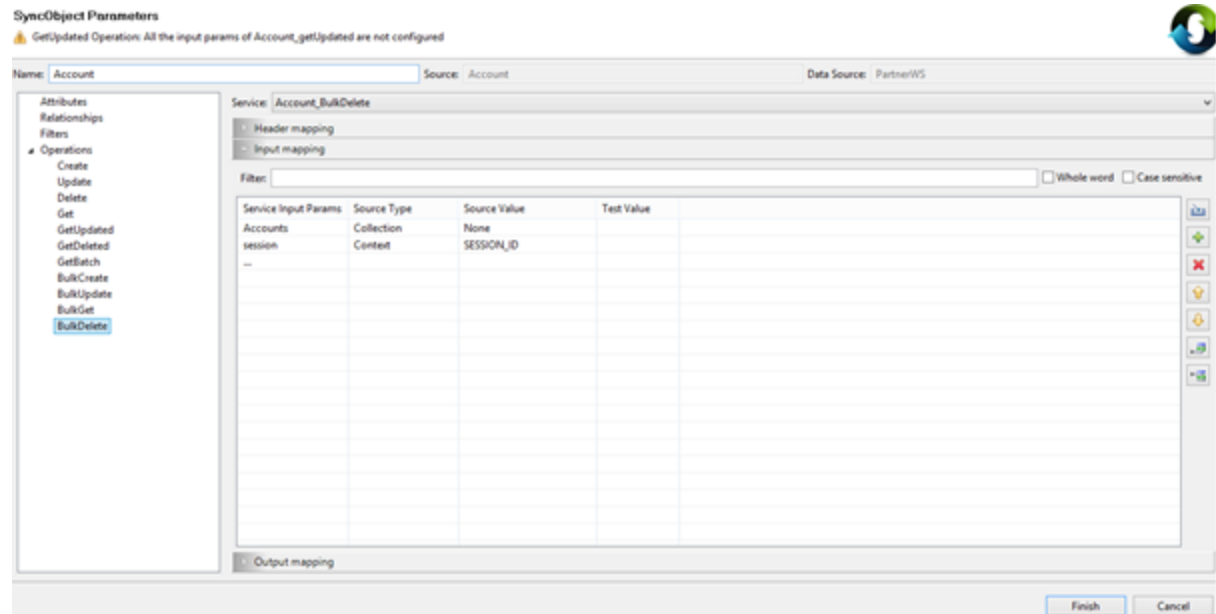 SyncObject Parameters
GetUpdated Operation: All the input params of Account_getUpdated are not configured
Name: Account Source: Account Data Source: PartnerWS
Attributes
Relationships
Filters
Operations
Create
Update
Delete
Get
GetUpdated
GetDeleted
GetBatch
BulkCreate
BulkUpdate
BulkGet
BulkDelete
Service: Account_BulkDelete
Header mapping
Input mapping
Filter: Whole word Case sensitive
Service Input Params Source Type Source Value Test Value
Accounts Collection None
session Context SESSION_ID
...
Output mapping
Finish Cancel